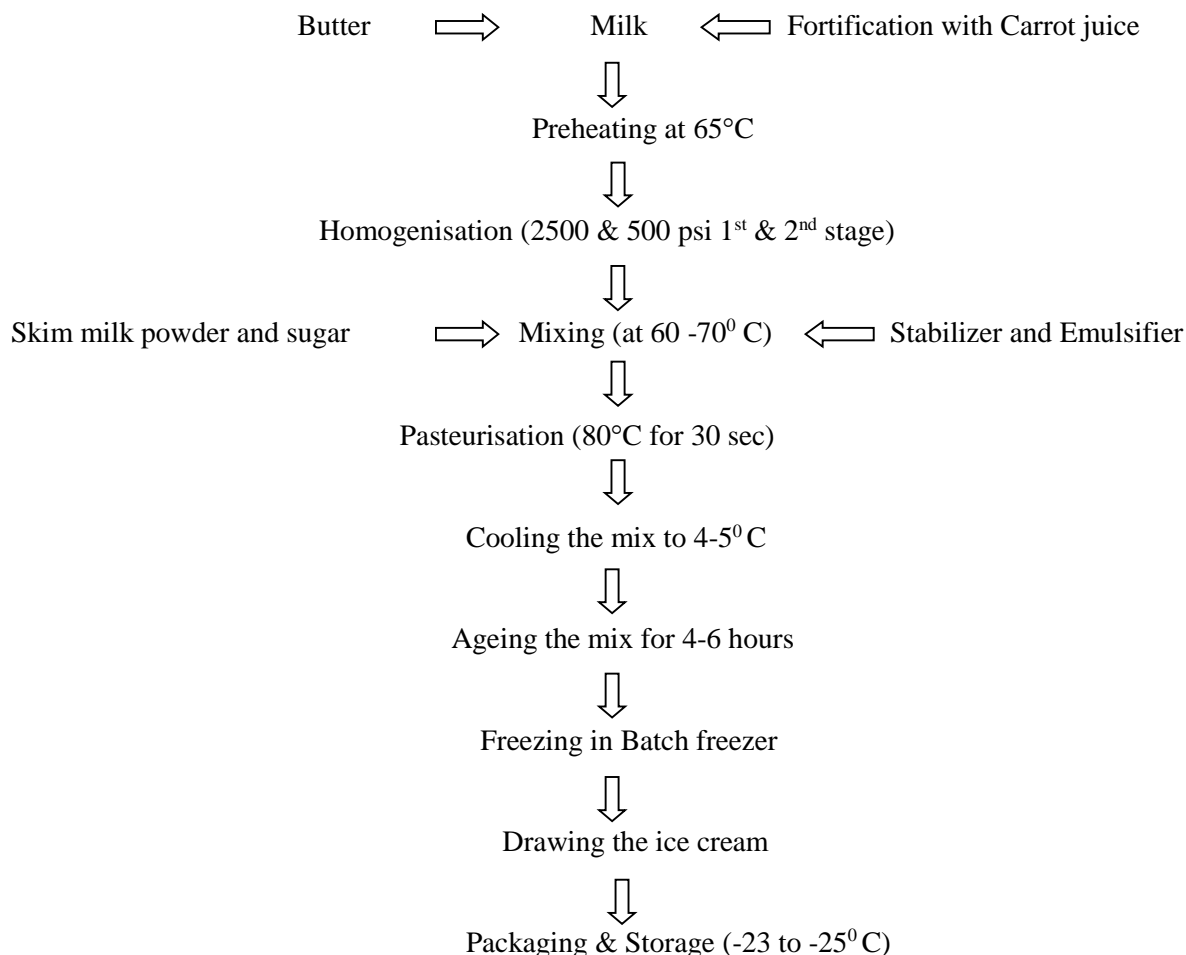 Butter Milk Fortification with Carrot juice
Preheating at 65°C
Homogenisation (2500 & 500 psi 1st & 2nd stage)
Skim milk powder and sugar Mixing (at 60 -70⁰ C) Stabilizer and Emulsifier
Pasteurisation (80°C for 30 sec)
Cooling the mix to 4-5⁰ C
Ageing the mix for 4-6 hours
Freezing in Batch freezer
Drawing the ice cream
Packaging & Storage (-23 to -25⁰ C)